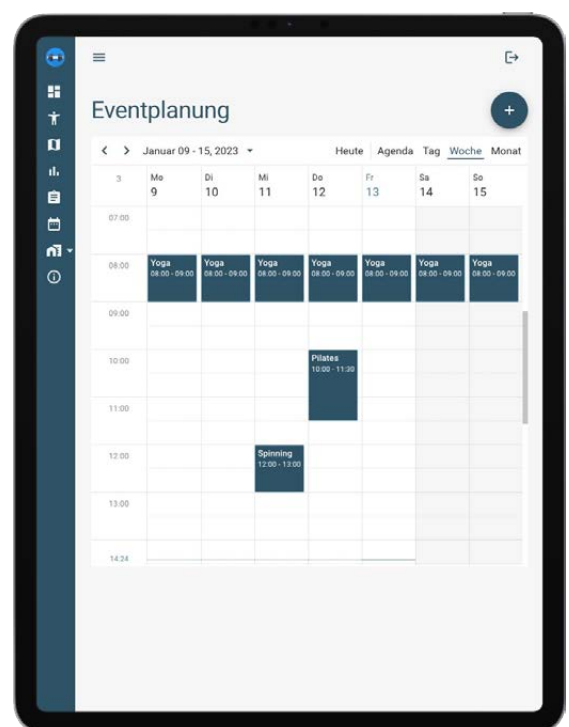 Eventplanung
Januar 09 - 15, 2023
Heute Agenda Tag Woche Monat
3
Mo Di Mi Do Fr Sa So
9 10 11 12 13 14 15
07:00
08:00
Yoga Yoga Yoga Yoga Yoga Yoga Yoga
08:00 - 09:00 08:00 - 09:00 08:00 - 09:00 08:00 - 09:00 08:00 - 09:00 08:00 - 09:00 08:00 - 09:00
09:00
10:00
Pilates
10:00 - 11:30
11:00
12:00
Spinning
12:00 - 13:00
13:00
14:24